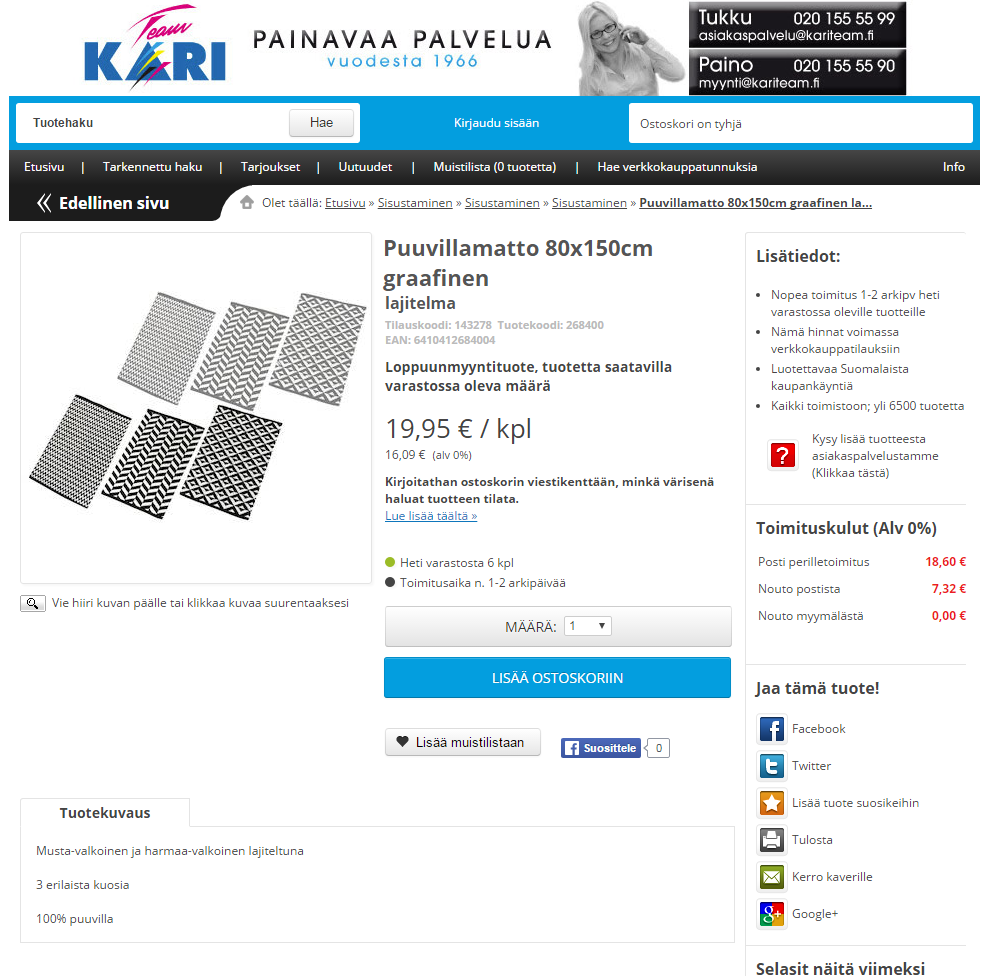 Team
KARI
PAINAVAA PALVELUA
vuodesta 1966
Tukku 020 155 55 99
asiakaspalvelu@kariteam.fi
Paino 020 155 55 90
myynti@kariteam.fi
Tuotehaku Hae Kirjaudu sisään Ostoskori on tyhjä
Etusivu | Tarkennettu haku | Tarjoukset | Uutuudet | Muistilista (0 tuotetta) | Hae verkkokauppatunnuksia Info
Edellinen sivu Olet täällä: Etusivu » Sisustaminen » Sisustaminen » Sisustaminen » Puuvillamatto 80x150cm graafinen la...
Puuvillamatto 80x150cm
graafinen
lajitelma
Tilauskoodi: 143278 Tuotekoodi: 268400
EAN: 6410412684004
Loppuunmyyntituote, tuotetta saatavilla
varastossa oleva määrä
19,95 € / kpl
16,09 € (alv 0%)
Kirjoitathan ostoskorin viestikenttään, minkä värisenä
haluat tuotteen tilata.
Lue lisää täältä »
Heti varastosta 6 kpl
Toimitusaika n. 1-2 arkipäivää
Vie hiiri kuvan päälle tai klikkaa kuvaa suurentaaksesi
MÄÄRÄ: 1
LISÄÄ OSTOSKORIIN
Lisää muistilistaan
Suosittele 0
Tuotekuvaus
Musta-valkoinen ja harmaa-valkoinen lajiteltuna
3 erilaista kuosia
100% puuvilla
Lisätiedot:
Nopea toimitus 1-2 arkipv heti
varastossa oleville tuotteille
Nämä hinnat voimassa
verkkokauppatilauksiin
Luotettavaa Suomalaista
kaupankäyntiä
Kaikki toimistoon; yli 6500 tuotetta
Kysy lisää tuotteesta
asiakaspalvelustamme
(Klikkaa tästä)
Toimituskulut (Alv 0%)
Posti perilletoimitus 18,60 €
Nouto postista 7,32 €
Nouto myymälästä 0,00 €
Jaa tämä tuote!
Facebook
Twitter
Lisää tuote suosikeihin
Tulosta
Kerro kaverille
Google+
Selasit näitä viimeksi